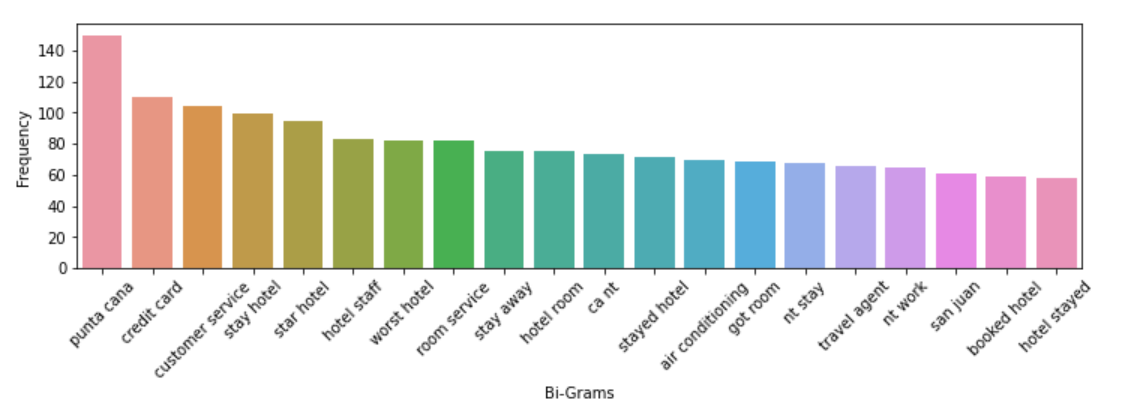 140
120
100
80
60
40
20
0
Frequency
punta cana
credit card
customer service
stay hotel
star hotel
hotel staff
worst hotel
room service
stay away
hotel room
ca nt
stayed hotel
air conditioning
got room
nt stay
travel agent
nt work
san juan
booked hotel
hotel stayed
Bi-Grams